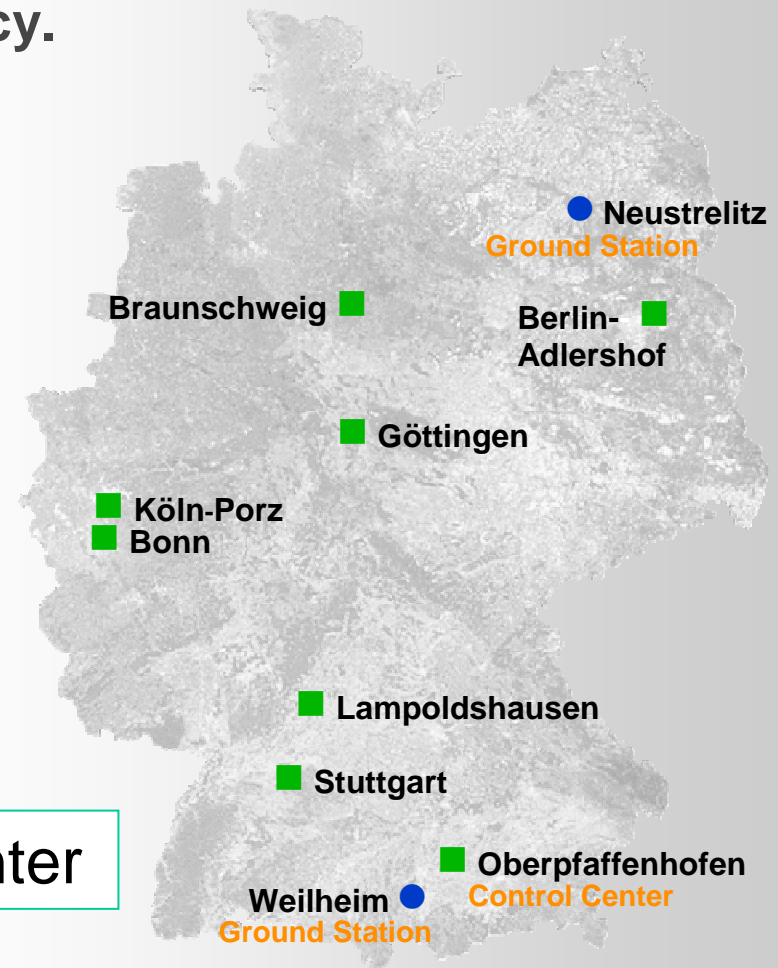 cy.
Neustrelitz
Ground Station
Braunschweig
Berlin-
Adlershof
Göttingen
Köln-Porz
Bonn
Lampoldshausen
Stuttgart
nter
Oberpfaffenhofen
Control Center
Weilheim
Ground Station